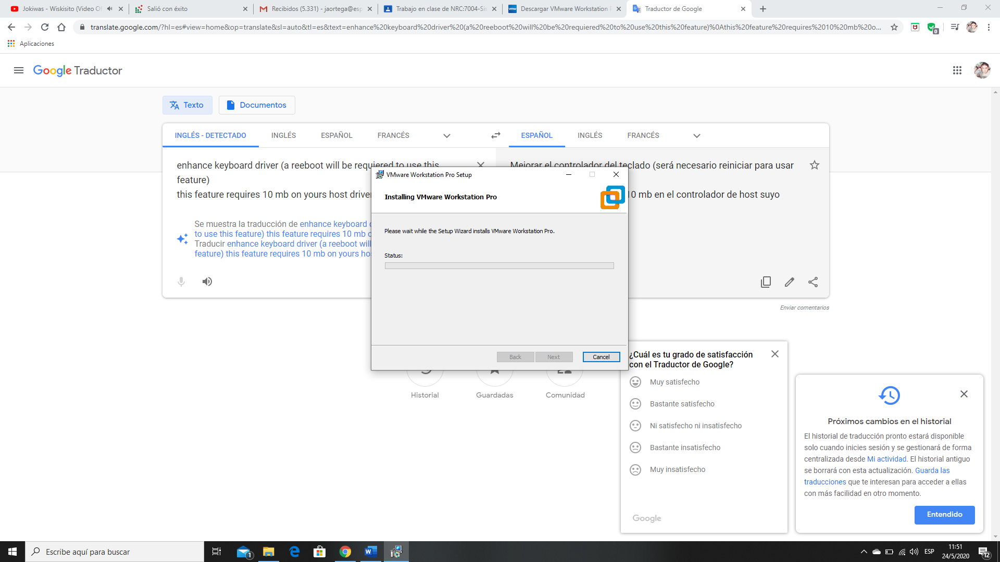 Jokiwas - Wiskisito (Video Of
Salió con éxito
Recibidos (5.331) - jaortega@esp
Trabajo en clase de NRC:7004-Sis
Descargar VMware Workstation
Traductor de Google
translate.google.com/?hl=es#view=home&op=translate&sl=auto&tl=es&text=enhance%20keyboard%20driver%20(a%20reeboot%20will%20be%20requiered%20to%20use%20this%20feature)%0Athis%20feature%20requires%2010%20mb%20o...
Aplicaciones
Google Traductor
Texto
Documentos
INGLÉS - DETECTADO
INGLÉS
ESPAÑOL
FRANCÉS
ESPAÑOL
INGLÉS
FRANCÉS
enhance keyboard driver (a reeboot will be requiered to use this
feature)
this feature requires 10 mb on yours host driver
Mejorar el controlador del teclado (será necesario reiniciar para usar
10 mb en el controlador de host suyo
Se muestra la traducción de enhance keyboard d
to use this feature) this feature requires 10 mb o
Traducir enhance keyboard driver (a reeboot will
feature) this feature requires 10 mb on yours hos
VMware Workstation Pro Setup
Installing VMware Workstation Pro
Please wait while the Setup Wizard installs VMware Workstation Pro.
Status:
Back
Next
Cancel
Enviar comentarios
Historial
Guardadas
Comunidad
¿Cuál es tu grado de satisfacción
con el Traductor de Google?
Muy satisfecho
Bastante satisfecho
Ni satisfecho ni insatisfecho
Bastante insatisfecho
Muy insatisfecho
Google
Próximos cambios en el historial
El historial de traducción pronto estará disponible
solo cuando inicies sesión y se gestionará de forma
centralizada desde Mi actividad. El historial antiguo
se borrará con esta actualización. Guarda las
traducciones que te interesan para acceder a ellas
con más facilidad en otro momento.
Entendido
Escribe aquí para buscar
1
ESP
11:51
24/5/2020
12
0
vmw